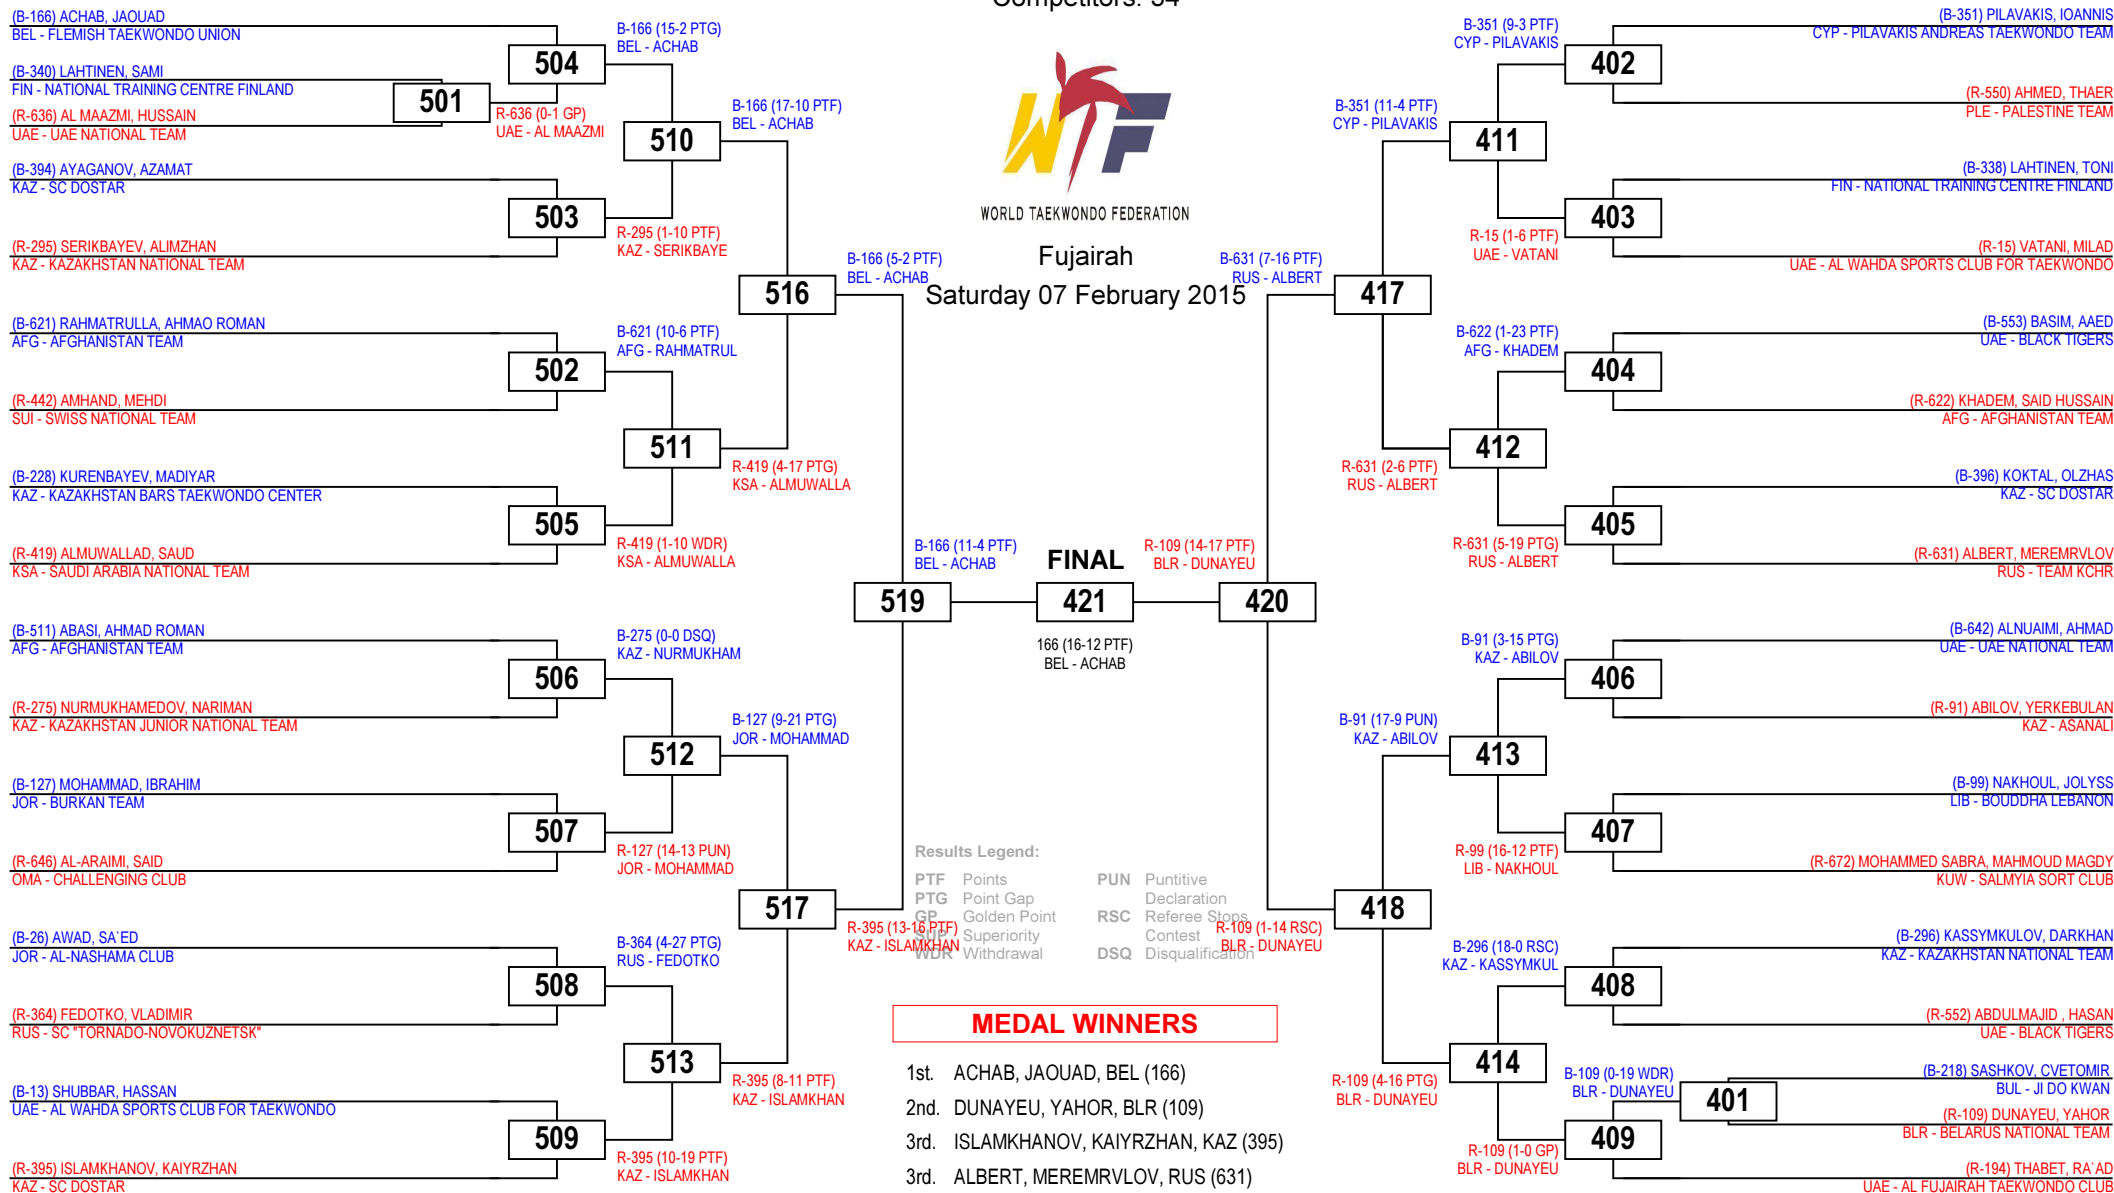 Competitors: 34
(B-166) ACHAB, JAOUAD
BEL - FLEMISH TAEKWONDO UNION
(B-340) LAHTINEN, SAMI
FIN - NATIONAL TRAINING CENTRE FINLAND
(R-636) AL MAAZMI, HUSSAIN
UAE - UAE NATIONAL TEAM
(B-394) AYAGANOV, AZAMAT
KAZ - SC DOSTAR
(R-295) SERIKBAYEV, ALIMZHAN
KAZ - KAZAKHSTAN NATIONAL TEAM
(B-621) RAHMATRULLA, AHMAO ROMAN
AFG - AFGHANISTAN TEAM
(R-442) AMHAND, MEHDI
SUI - SWISS NATIONAL TEAM
(B-228) KURENBAYEV, MADIYAR
KAZ - KAZAKHSTAN BARS TAEKWONDO CENTER
(R-419) ALMUWALLAD, SAUD
KSA - SAUDI ARABIA NATIONAL TEAM
(B-511) ABASI, AHMAD ROMAN
AFG - AFGHANISTAN TEAM
(R-275) NURMUKHAMEDOV, NARIMAN
KAZ - KAZAKHSTAN JUNIOR NATIONAL TEAM
(B-127) MOHAMMAD, IBRAHIM
JOR - BURKAN TEAM
(R-646) AL-ARAIMI, SAID
OMA - CHALLENGING CLUB
(B-26) AWAD, SA`ED
JOR - AL-NASHAMA CLUB
(R-364) FEDOTKO, VLADIMIR
RUS - SC "TORNADO-NOVOKUZNETSK"
(B-13) SHUBBAR, HASSAN
UAE - AL WAHDA SPORTS CLUB FOR TAEKWONDO
(R-395) ISLAMKHANOV, KAIYRZHAN
KAZ - SC DOSTAR
501
R-636 (0-1 GP)
UAE - AL MAAZMI
504
503
502
505
506
507
508
509
B-166 (15-2 PTG)
BEL - ACHAB
R-295 (1-10 PTF)
KAZ - SERIKBAYE
B-621 (10-6 PTF)
AFG - RAHMATRUL
R-419 (1-10 WDR)
KSA - ALMUWALLA
B-275 (0-0 DSQ)
KAZ - NURMUKHAM
R-127 (14-13 PUN)
JOR - MOHAMMAD
B-364 (4-27 PTG)
RUS - FEDOTKO
R-395 (10-19 PTF)
KAZ - ISLAMKHAN
510
511
512
513
B-166 (17-10 PTF)
BEL - ACHAB
R-419 (4-17 PTG)
KSA - ALMUWALLA
B-127 (9-21 PTG)
JOR - MOHAMMAD
R-395 (8-11 PTF)
KAZ - ISLAMKHAN
516
517
B-166 (5-2 PTF)
BEL - ACHAB
R-395 (13-16 PTF)
KAZ - ISLAMKHAN
519
B-166 (11-4 PTF)
BEL - ACHAB
WTF
WORLD TAEKWONDO FEDERATION
Fujairah
Saturday 07 February 2015
FINAL
421
166 (16-12 PTF)
BEL - ACHAB
R-109 (14-17 PTF)
BLR - DUNAYEU
420
B-631 (7-16 PTF)
RUS - ALBERT
R-109 (1-14 RSC)
BLR - DUNAYEU
417
418
B-351 (11-4 PTF)
CYP - PILAVAKIS
R-631 (2-6 PTF)
RUS - ALBERT
B-91 (17-9 PUN)
KAZ - ABILOV
R-109 (4-16 PTG)
BLR - DUNAYEU
411
412
413
414
B-351 (9-3 PTF)
CYP - PILAVAKIS
R-15 (1-6 PTF)
UAE - VATANI
B-622 (1-23 PTF)
AFG - KHADEM
R-631 (5-19 PTG)
RUS - ALBERT
B-91 (3-15 PTG)
KAZ - ABILOV
R-99 (16-12 PTF)
LIB - NAKHOUL
B-296 (18-0 RSC)
KAZ - KASSYMKUL
R-109 (1-0 GP)
BLR - DUNAYEU
402
403
404
405
406
407
408
409
B-109 (0-19 WDR)
BLR - DUNAYEU
401
(B-351) PILAVAKIS, IOANNIS
CYP - PILAVAKIS ANDREAS TAEKWONDO TEAM
(R-550) AHMED, THAER
PLE - PALESTINE TEAM
(B-338) LAHTINEN, TONI
FIN - NATIONAL TRAINING CENTRE FINLAND
(R-15) VATANI, MILAD
UAE - AL WAHDA SPORTS CLUB FOR TAEKWONDO
(B-553) BASIM, AAED
UAE - BLACK TIGERS
(R-622) KHADEM, SAID HUSSAIN
AFG - AFGHANISTAN TEAM
(B-396) KOKTAL, OLZHAS
KAZ - SC DOSTAR
(R-631) ALBERT, MEREMRVLOV
RUS - TEAM KCHR
(B-642) ALNUAIMI, AHMAD
UAE - UAE NATIONAL TEAM
(R-91) ABILOV, YERKEBULAN
KAZ - ASANALI
(B-99) NAKHOUL, JOLYSS
LIB - BOUDDHA LEBANON
(R-672) MOHAMMED SABRA, MAHMOUD MAGDY
KUW - SALMYIA SORT CLUB
(B-296) KASSYMKULOV, DARKHAN
KAZ - KAZAKHSTAN NATIONAL TEAM
(R-552) ABDULMAJID , HASAN
UAE - BLACK TIGERS
(B-218) SASHKOV, CVETOMIR
BUL - JI DO KWAN
(R-109) DUNAYEU, YAHOR
BLR - BELARUS NATIONAL TEAM
(R-194) THABET, RA`AD
UAE - AL FUJAIRAH TAEKWONDO CLUB
Results Legend:
PTF Points
PTG Point Gap
GP Golden Point
SUP Superiority
WDR Withdrawal
PUN Puntitive Declaration
RSC Referee Stops Contest
DSQ Disqualification
MEDAL WINNERS
1st. ACHAB, JAOUAD, BEL (166)
2nd. DUNAYEU, YAHOR, BLR (109)
3rd. ISLAMKHANOV, KAIYRZHAN, KAZ (395)
3rd. ALBERT, MEREMRVLOV, RUS (631)